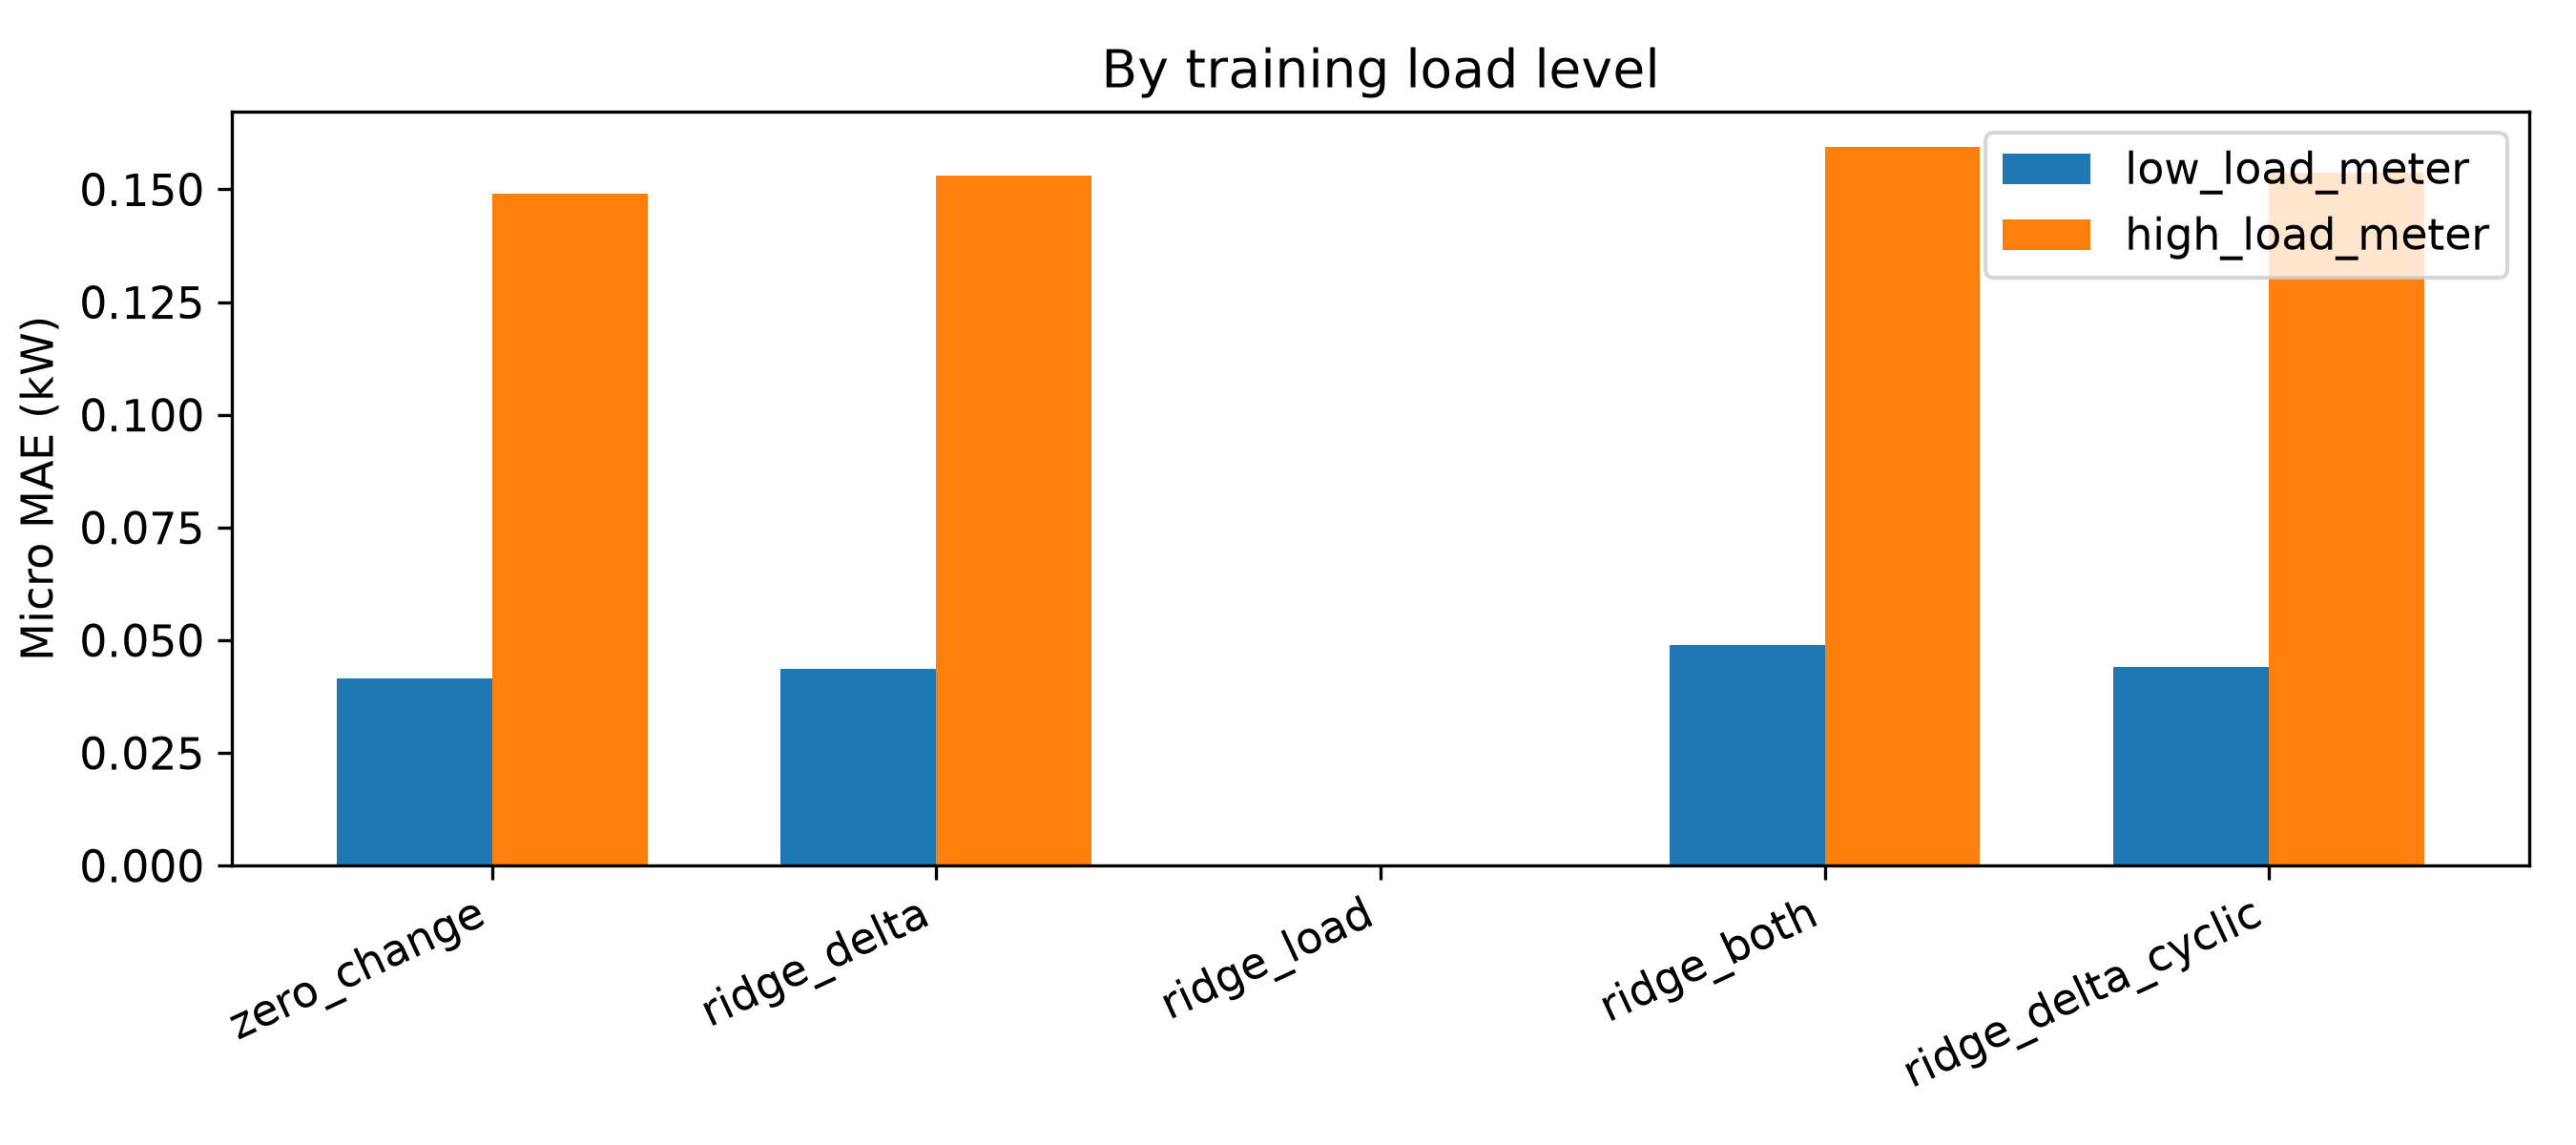 By training load level
Micro MAE (kW)
0.150
0.125
0.100
0.075
0.050
0.025
0.000
low_load_meter
high_load_meter
zero_change
ridge_delta
ridge_load
ridge_both
ridge_delta_cyclic